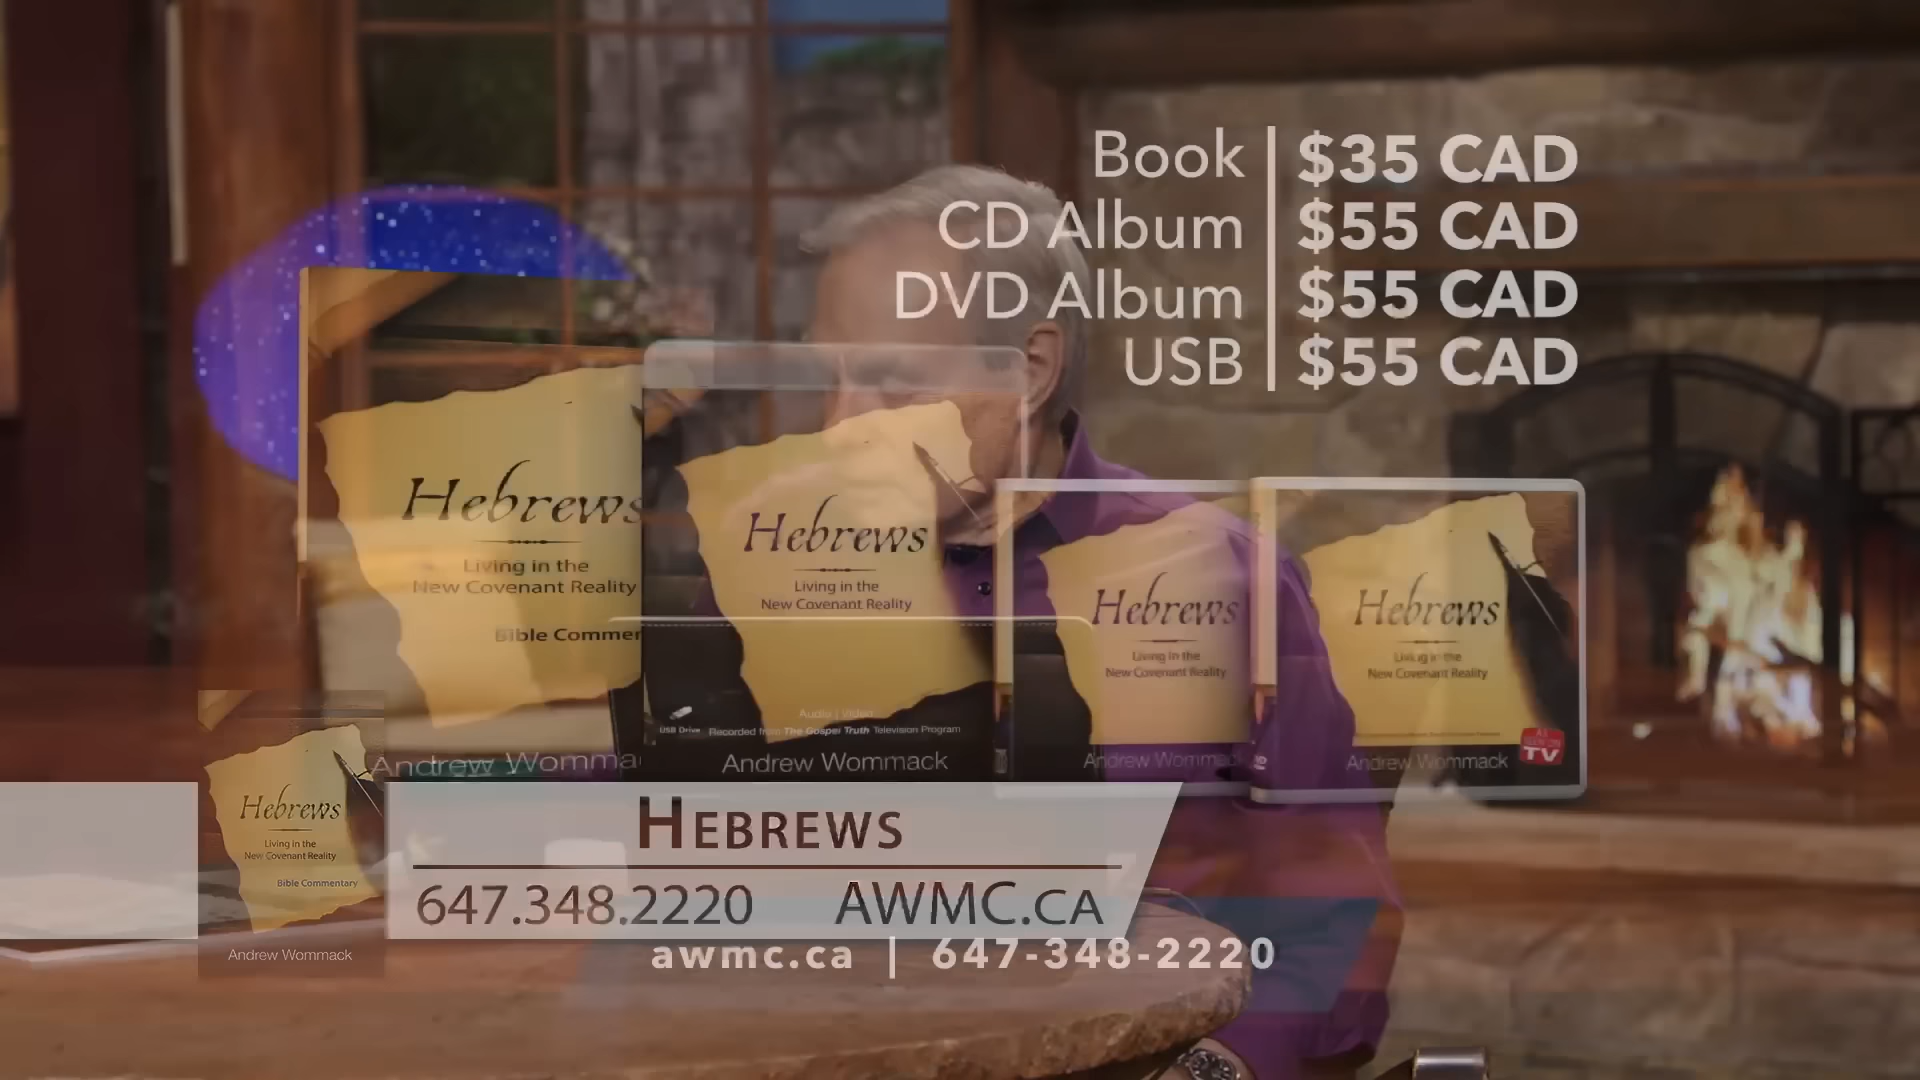 Book $35 CAD
CD Album $55 CAD
DVD Album $55 CAD
USB $55 CAD
Hebrews
Living in the
New Covenant Reality
Bible Commen
Andrew Womma
Hebrews
Living in the
New Covenant Reality
Audio | Video
USB Drive Recorded from The Gospel Truth Television Program
Andrew Wommack
Hebrews
Living in the
New Covenant Reality
Andrew Wommack
Hebrews
Living in the
New Covenant Reality
AS SEEN ON
TV
Andrew Wommack
Hebrews
Living in the
New Covenant Reality
Bible Commentary
Andrew Wommack
HEBREWS
647.348.2220 AWMC.CA
awmc.ca | 647-348-2220